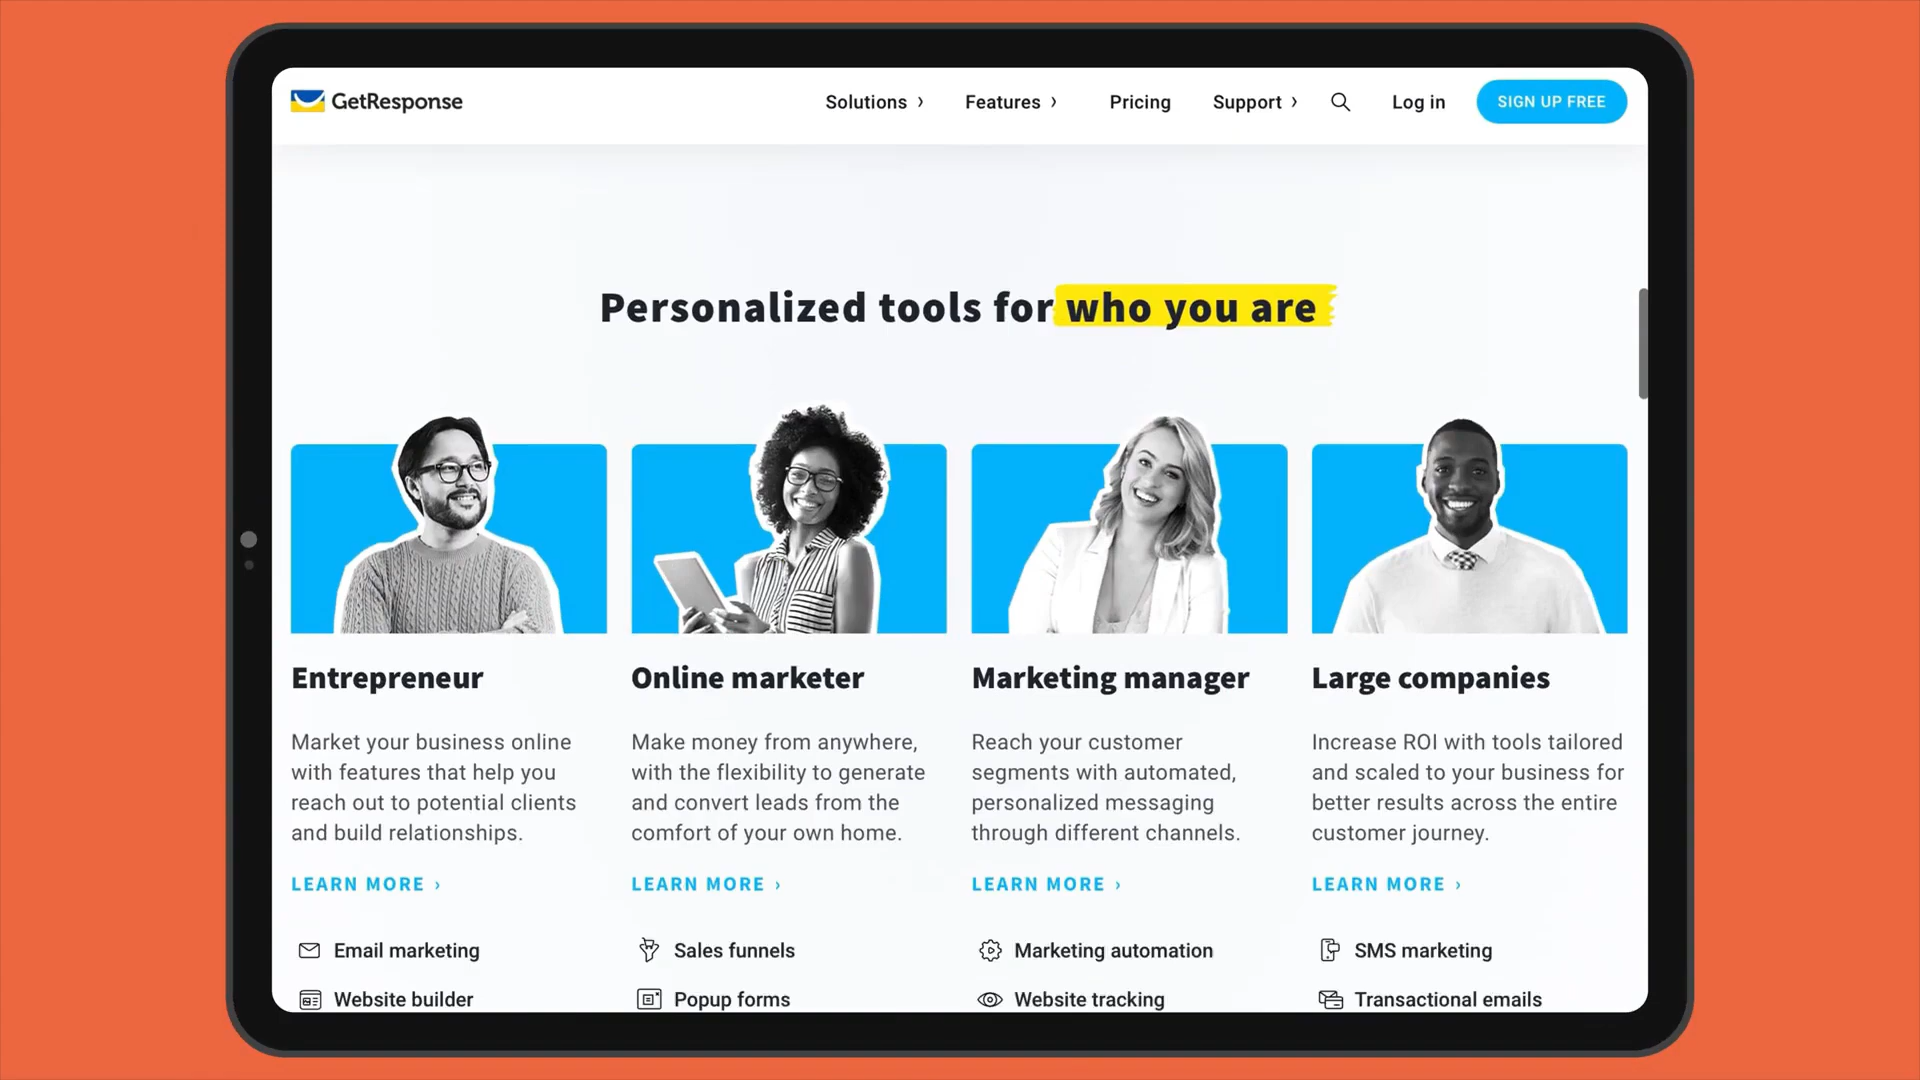 GetResponse
Solutions
Features
Pricing
Support
Log in
SIGN UP FREE
Personalized tools for who you are
Entrepreneur
Market your business online
with features that help you
reach out to potential clients
and build relationships.
LEARN MORE
Email marketing
Website builder
Online marketer
Make money from anywhere,
with the flexibility to generate
and convert leads from the
comfort of your own home.
LEARN MORE
Sales funnels
Popup forms
Marketing manager
Reach your customer
segments with automated,
personalized messaging
through different channels.
LEARN MORE
Marketing automation
Website tracking
Large companies
Increase ROI with tools tailored
and scaled to your business for
better results across the entire
customer journey.
LEARN MORE
SMS marketing
Transactional emails